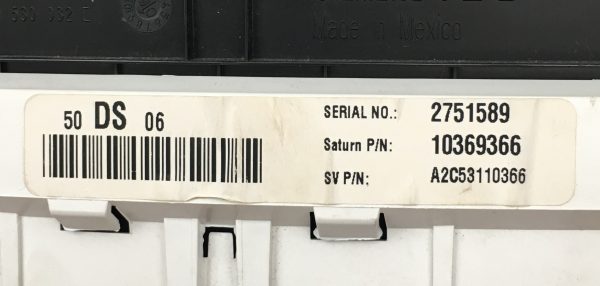 Made in Mexico
50 DS 06
SERIAL NO.: 2751589
Saturn P/N: 10369366
SV P/N: A2C53110366